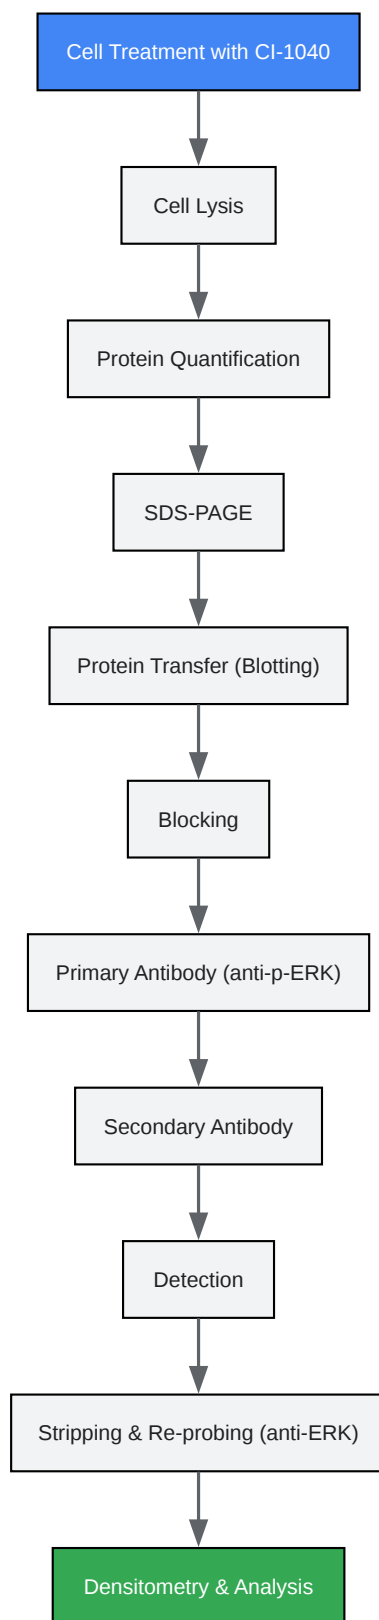 Cell Treatment with CI-1040
Cell Lysis
Protein Quantification
SDS-PAGE
Protein Transfer (Blotting)
Blocking
Primary Antibody (anti-p-ERK)
Secondary Antibody
Detection
Stripping & Re-probing (anti-ERK)
Densitometry & Analysis